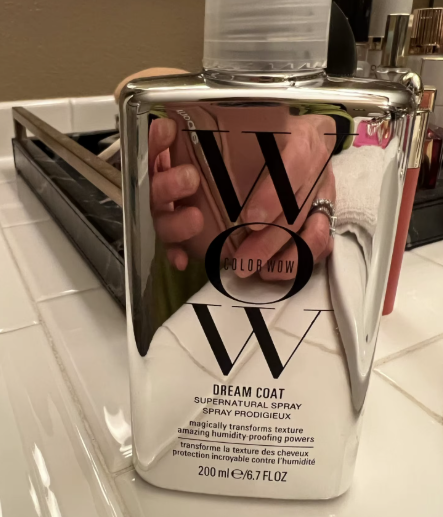 W
O
COLOR WOW
W
DREAM COAT
SUPERNATURAL SPRAY
SPRAY PRODIGIEUX
magically transforms texture
amazing humidity-proofing powers
transforme la texture des cheveux
protection incroyable contre l'humidité
200 ml ℮/6.7 FL OZ